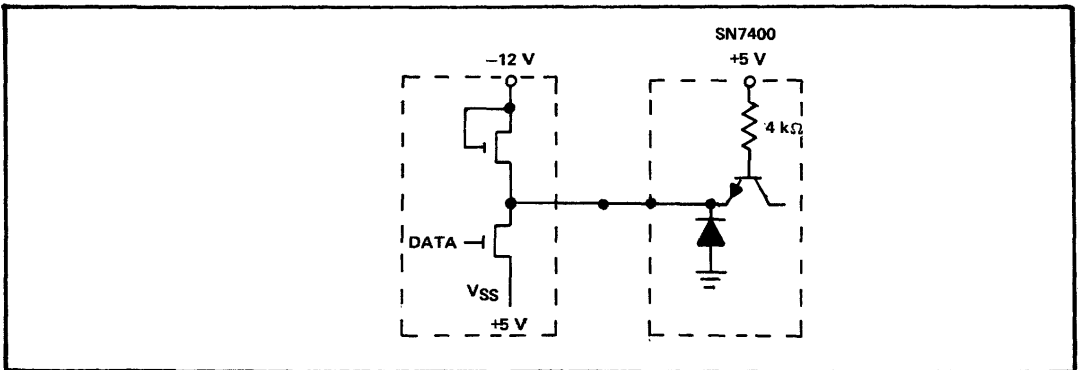 SN7400
−12 V
+5 V
4 kΩ
DATA
VSS
+5 V